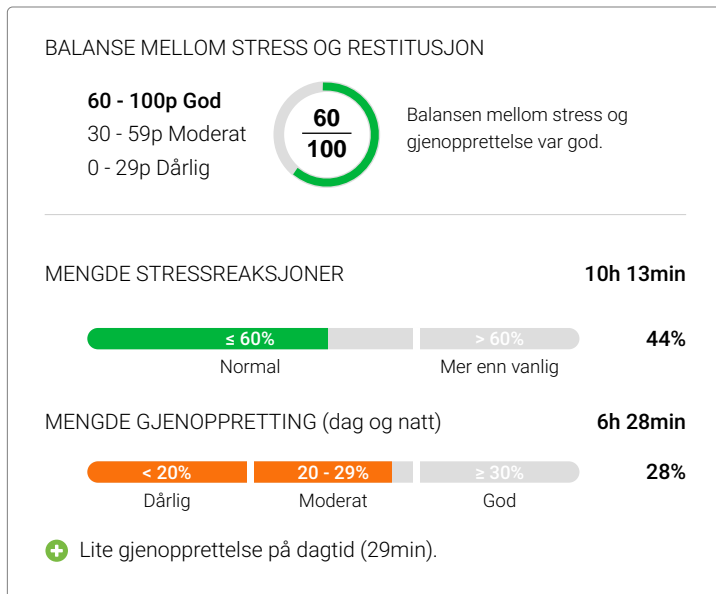 BALANSE MELLOM STRESS OG RESTITUSJON
60 - 100p God
30 - 59p Moderat
0 - 29p Dårlig
60
100
Balansen mellom stress og
gjenopprettelse var god.
MENGDE STRESSREAKSJONER 10h 13min
≤ 60% > 60% 44%
Normal Mer enn vanlig
MENGDE GJENOPPRETTING (dag og natt) 6h 28min
< 20% 20 - 29% ≥ 30% 28%
Dårlig Moderat God
Lite gjenopprettelse på dagtid (29min).